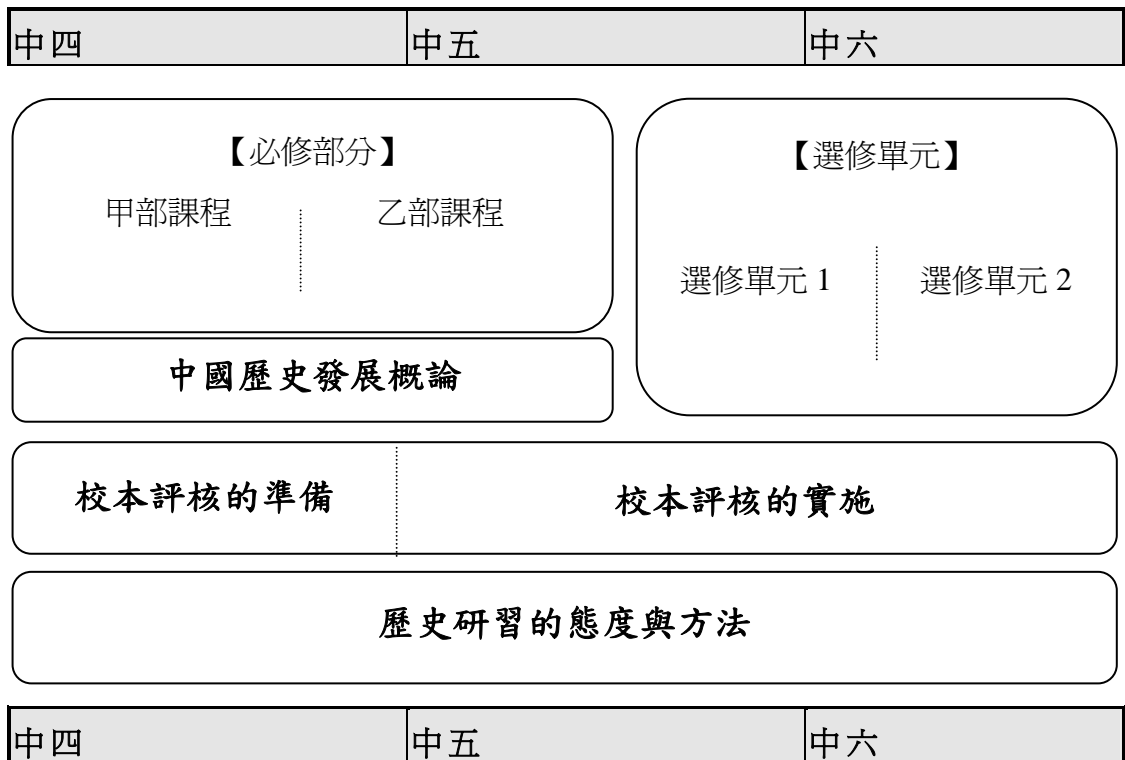 中四 中五 中六
【必修部分】 【選修單元】
甲部課程 乙部課程
選修單元 1 選修單元 2
中國歷史發展概論
校本評核的準備 校本評核的實施
歷史研習的態度與方法
中四 中五 中六